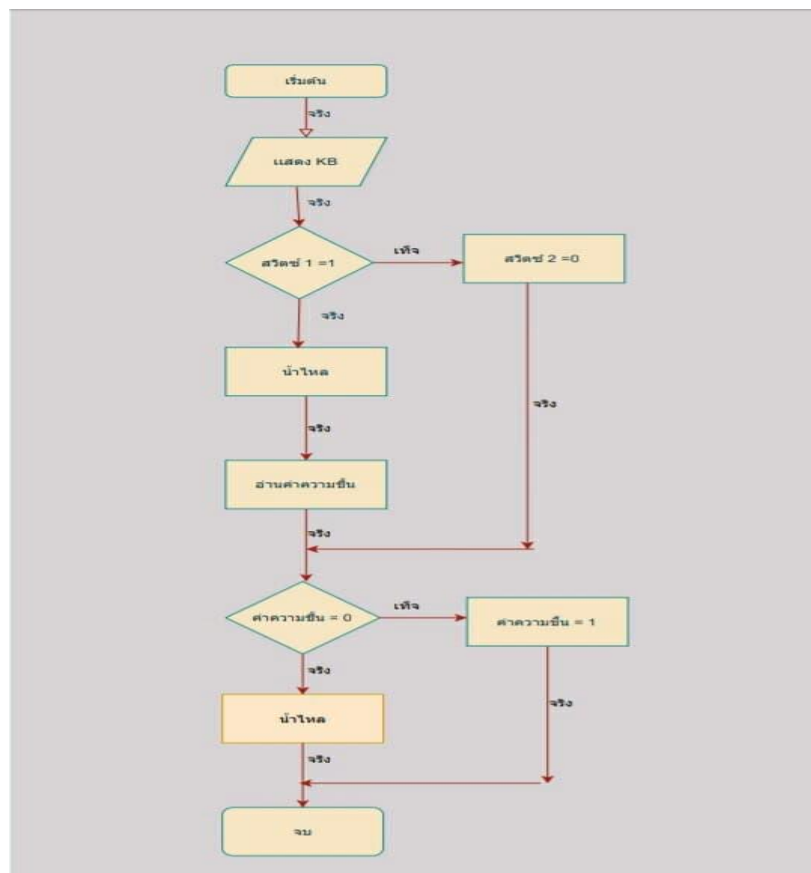 เริ่มต้น
จริง
แสดง KB
จริง
สวิตช์ 1 =1
เท็จ
สวิตช์ 2 =0
จริง
น้ำไหล
จริง
จริง
อ่านค่าความชื้น
จริง
ค่าความชื้น = 0
เท็จ
ค่าความชื้น = 1
จริง
น้ำไหล
จริง
จริง
จบ